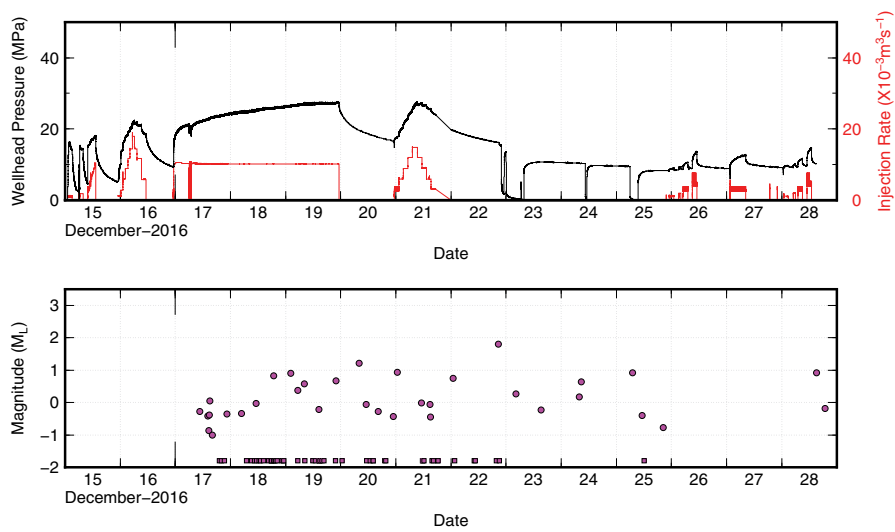 Wellhead Pressure (MPa)
40
20
0
40
20
0
Injection Rate (X10⁻³m³s⁻¹)
15 16 17 18 19 20 21 22 23 24 25 26 27 28
December–2016
Date
Magnitude (M_L)
3
2
1
0
−1
−2
15 16 17 18 19 20 21 22 23 24 25 26 27 28
December–2016
Date